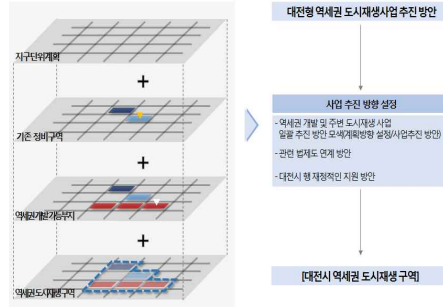 지구단위계획
+
기존 정비구역
+
역세권개발가능부지
+
역세권도시재생구역
대전형 역세권 도시재생사업 추진 방안
사업 추진 방향 설정
- 역세권 개발 및 주변 도시재생 사업
일괄 추진 방안 모색(계획방향 설정/사업추진 방안)
- 관련 법제도 연계 방안
- 대전시 행 재정적인 지원 방안
[대전시 역세권 도시재생 구역]